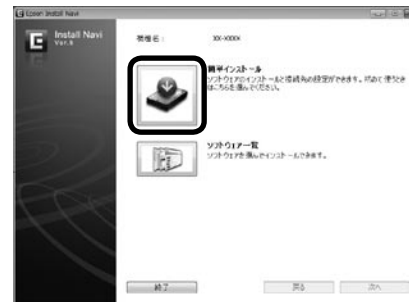 Epson Install Navi
Install Navi
Ver.8
機種名：
XX-XXXX
簡単インストール
ソフトウェアのインストールと接続先の設定ができます。初めて使うときはこちらを選んでください。
ソフトウェア一覧
ソフトウェアを選んでインストールできます。
終了
戻る
次へ